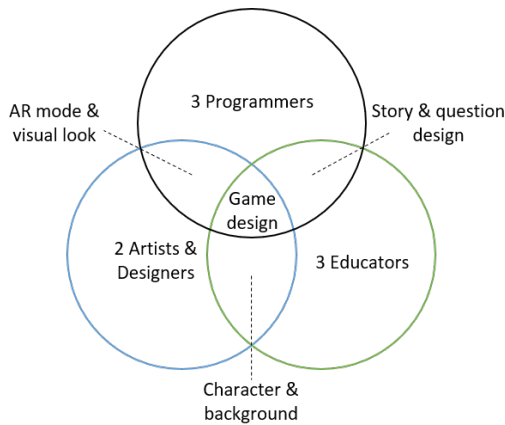 3 Programmers
AR mode &
visual look
Story & question
design
Game
design
2 Artists &
Designers
3 Educators
Character &
background